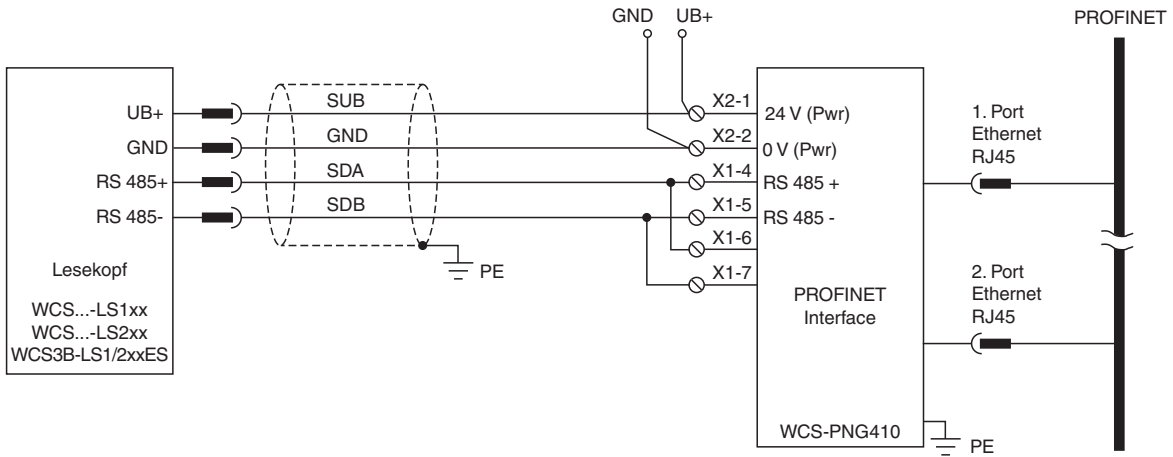 GND UB+
PROFINET
UB+
GND
RS 485+
RS 485-
Lesekopf
WCS...-LS1xx
WCS...-LS2xx
WCS3B-LS1/2xxES
SUB
GND
SDA
SDB
PE
X2-1
X2-2
X1-4
X1-5
X1-6
X1-7
24 V (Pwr)
0 V (Pwr)
RS 485 +
RS 485 -
PROFINET
Interface
WCS-PNG410
PE
1. Port
Ethernet
RJ45
2. Port
Ethernet
RJ45